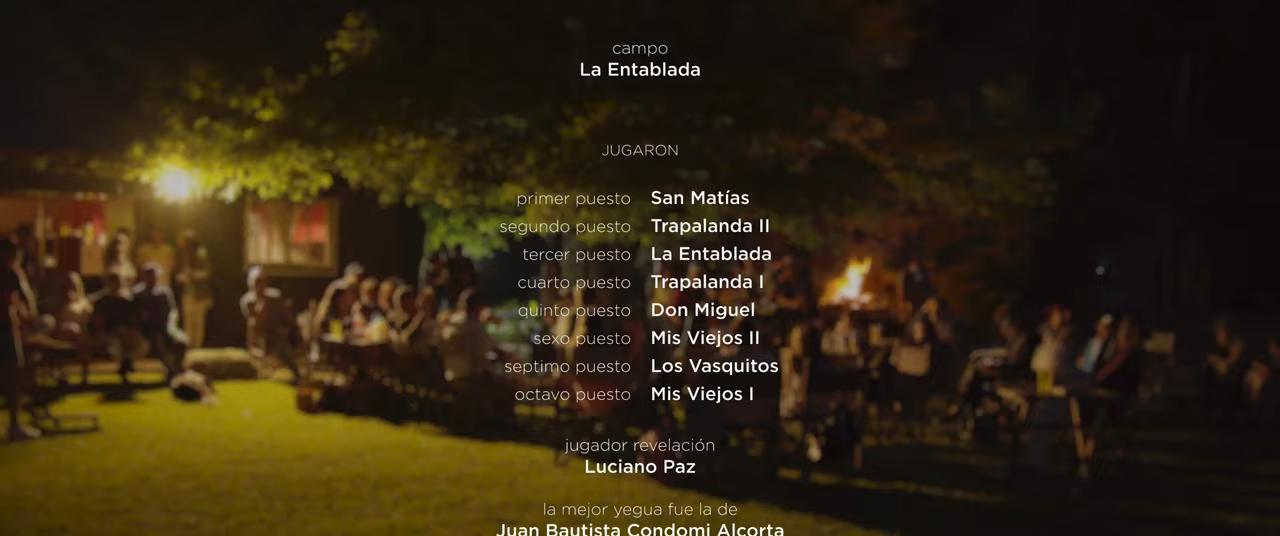 campo
La Entablada
JUGARON
primer puesto San Matías
segundo puesto Trapalanda II
tercer puesto La Entablada
cuarto puesto Trapalanda I
quinto puesto Don Miguel
sexo puesto Mis Viejos II
septimo puesto Los Vasquitos
octavo puesto Mis Viejos I
jugador revelación
Luciano Paz
la mejor yegua fue la de
Juan Bautista Condomi Alcorta